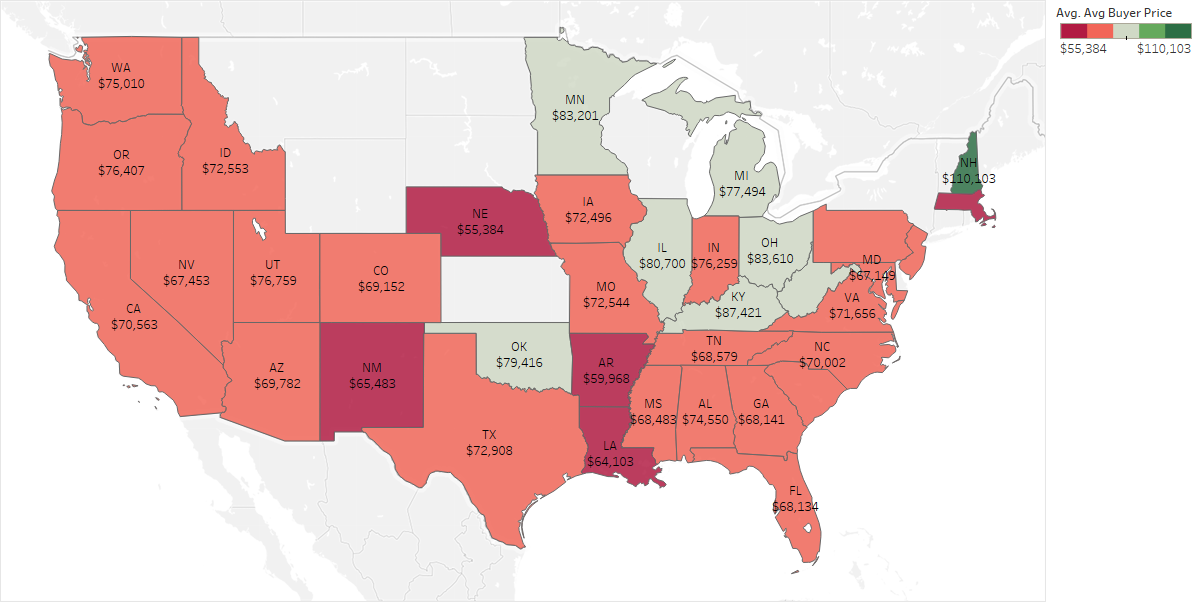 Avg. Avg Buyer Price
$55,384 $110,103
WA
$75,010
MN
$83,201
OR
$76,407
ID
$72,553
NH
$110,103
MI
$77,494
NE
$55,384
IA
$72,496
IL
$80,700
IN
$76,259
OH
$83,610
MD
$67,149
NV
$67,453
UT
$76,759
CO
$69,152
MO
$72,544
KY
$87,421
VA
$71,656
CA
$70,563
TN
$68,579
NC
$70,002
AZ
$69,782
NM
$65,483
OK
$79,416
AR
$59,968
MS
$68,483
AL
$74,550
GA
$68,141
TX
$72,908
LA
$64,103
FL
$68,134